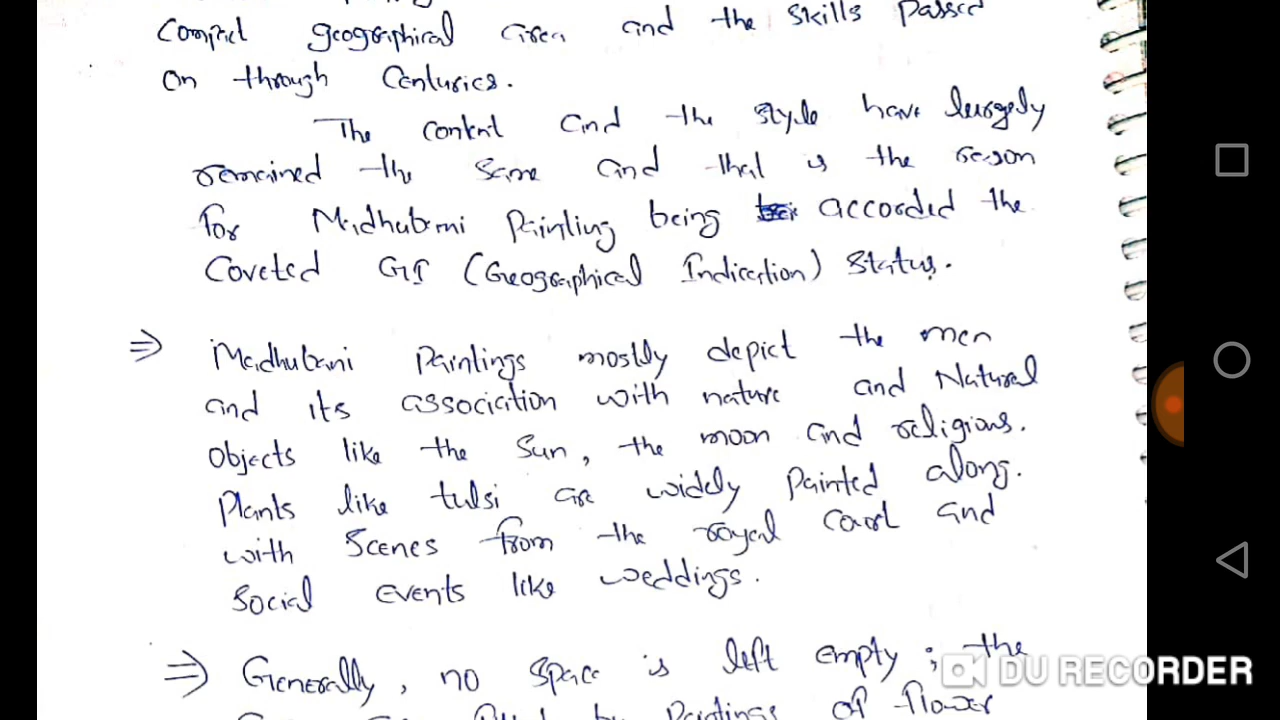 compact geographical area and the skills passed
on through Centuries.
The content and the style have largely
remained the same and that is the reason
for Madhubani Painting being accorded the
Coveted GI (Geographical Indication) Status.
⇒ Madhubani Paintings mostly depict the men
and its association with nature and Natural
Objects like the Sun, the moon and religious.
Plants like tulsi are widely Painted along.
with Scenes from the royal court and
Social events like weddings.
⇒ Generally, no space is left empty; the
by Paintings of flower
DU RECORDER